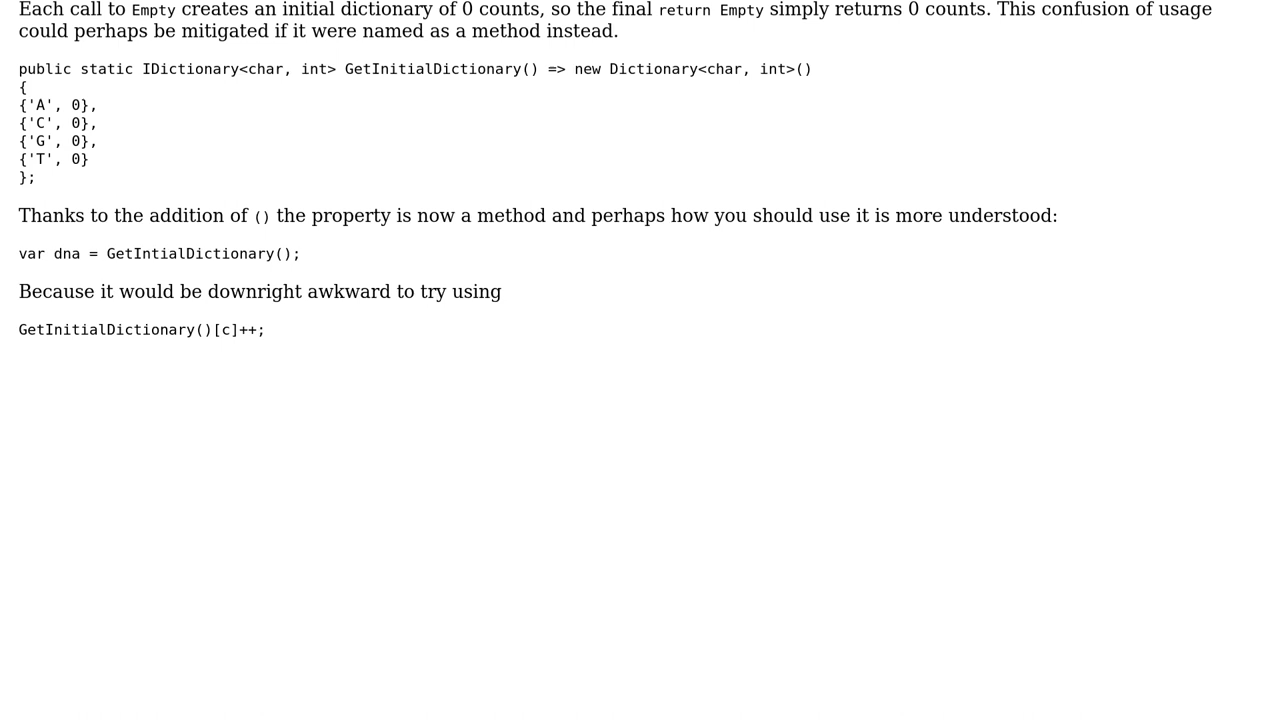 Each call to Empty creates an initial dictionary of 0 counts, so the final return Empty simply returns 0 counts. This confusion of usage
could perhaps be mitigated if it were named as a method instead.
public static IDictionary<char, int> GetInitialDictionary() => new Dictionary<char, int>()
{
{'A', 0},
{'C', 0},
{'G', 0},
{'T', 0}
};
Thanks to the addition of () the property is now a method and perhaps how you should use it is more understood:
var dna = GetIntialDictionary();
Because it would be downright awkward to try using
GetInitialDictionary()[c]++;